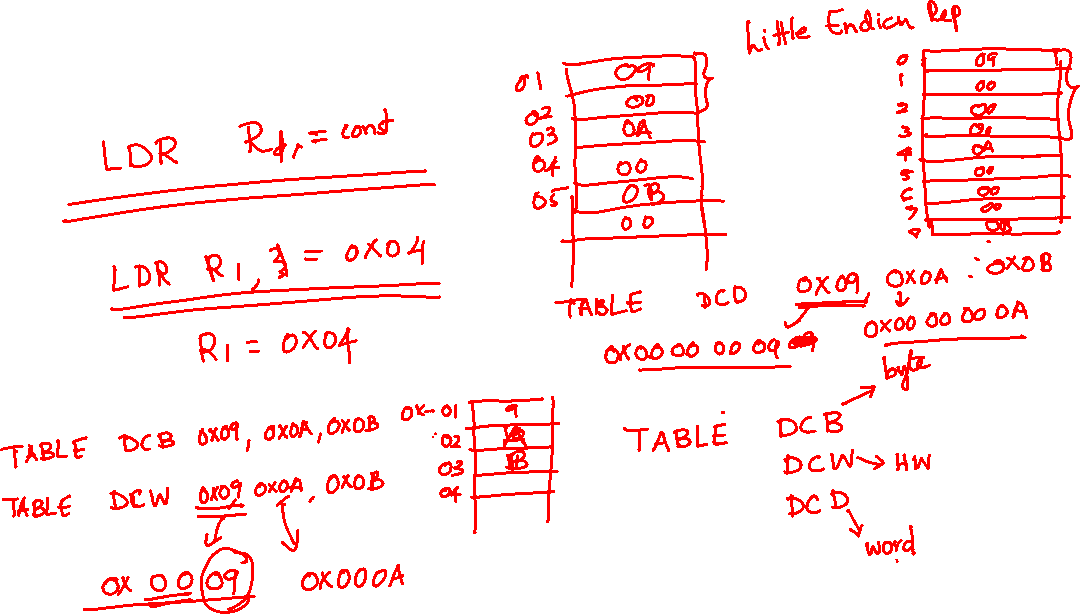 Little Endian Rep
LDR Rd, = const
LDR R1, = 0x04
R1 = 0x04
01 09
02 00
03 0A
04 00
05 0B
00
0 09
1 00
2 00
3 00
4 0A
5 00
6 00
7 00
0B
TABLE DCD 0x09, 0x0A, 0x0B
0x00 00 00 09
0x00 00 00 0A
TABLE DCB 0x09, 0x0A, 0x0B
0x 01 9
02 A
03 B
04
TABLE DCW 0x09 0x0A, 0x0B
0x 00 09 0x000A
TABLE DCB byte
DCW HW
DCD word